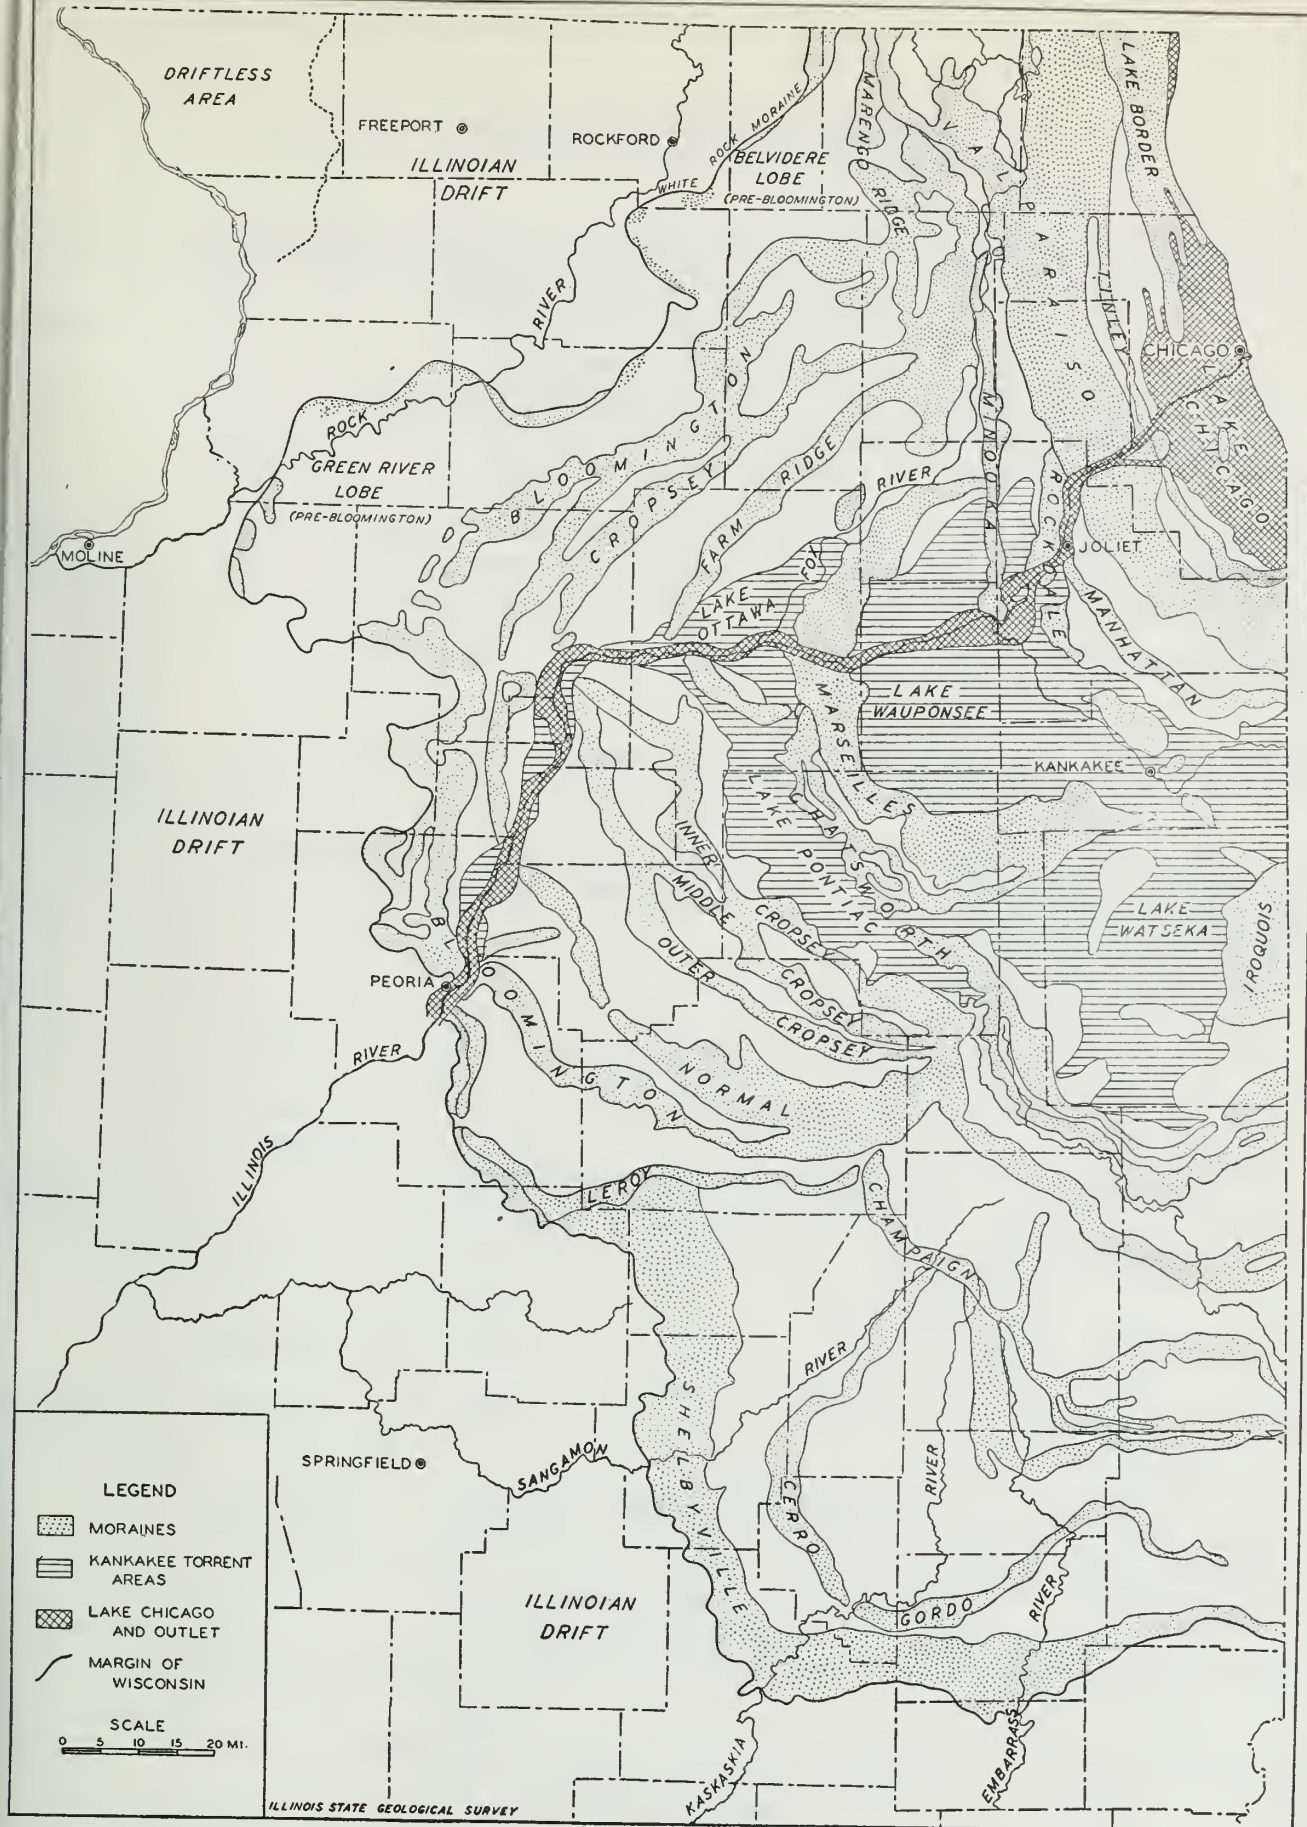 DRIFTLESS
AREA
FREEPORT
ROCKFORD
ILLINOIAN
DRIFT
WHITE ROCK MORAINE
BELVIDERE
LOBE
(PRE-BLOOMINGTON)
MARENGO RIDGE
VALPARAISO
LAKE BORDER
TINLEY
CHICAGO
LAKE
CHICAGO
ROCK
RIVER
GREEN RIVER
LOBE
(PRE-BLOOMINGTON)
BLOOMINGTON
CROPSEY
FARM RIDGE
MINOOKA
ROCKDALE
JOLIET
MANHATTAN
MOLINE
FOX
RIVER
LAKE
OTTAWA
LAKE
WAUPONSEE
MARSEILLES
KANKAKEE
CHATSWORTH
LAKE
PONTIAC
LAKE
WATSEKA
IROQUOIS
ILLINOIAN
DRIFT
INNER
CROPSEY
MIDDLE
CROPSEY
OUTER
CROPSEY
PEORIA
BLOOMINGTON
NORMAL
ILLINOIS
RIVER
LEROY
CHAMPAIGN
SHELBYVILLE
SPRINGFIELD
SANGAMON
RIVER
CERRO
GORDO
RIVER
EMBARRASS
RIVER
KASKASKIA
ILLINOIAN
DRIFT
LEGEND
MORAINES
KANKAKEE TORRENT
AREAS
LAKE CHICAGO
AND OUTLET
MARGIN OF
WISCONSIN
SCALE
0 5 10 15 20 MI.
ILLINOIS STATE GEOLOGICAL SURVEY